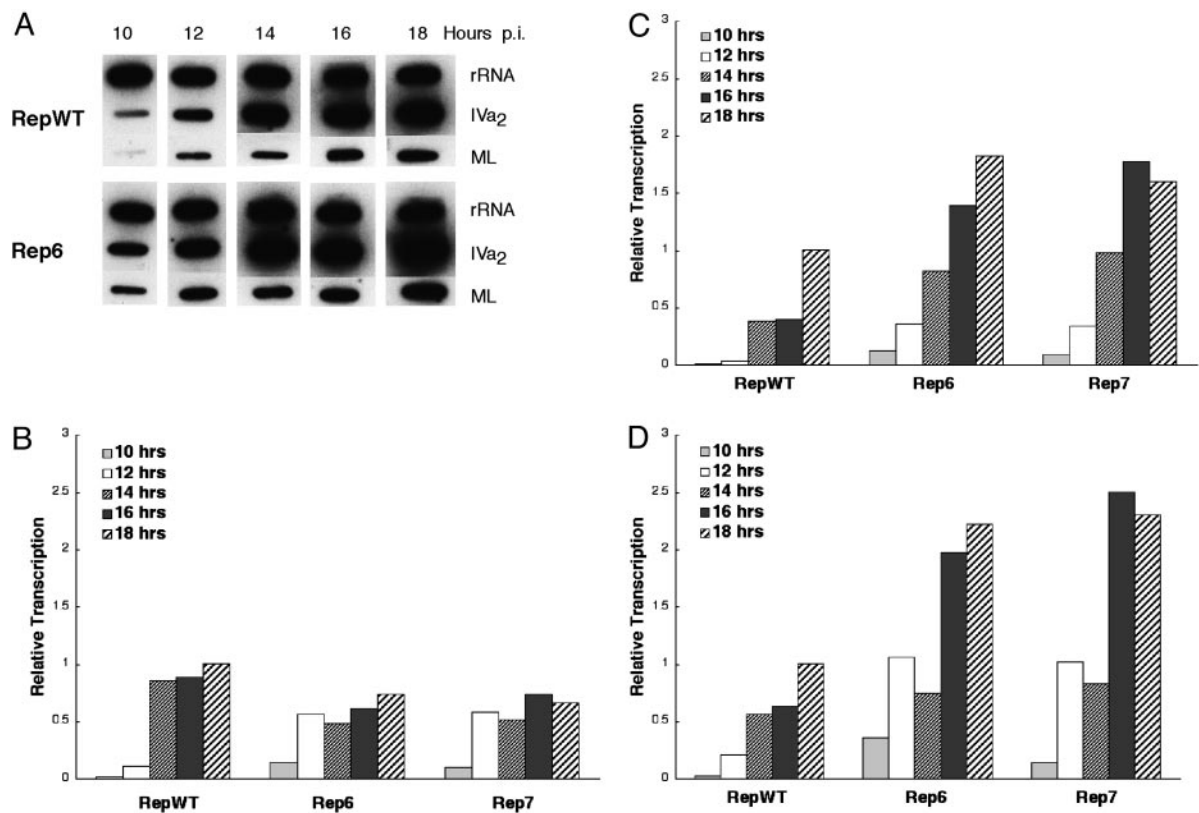 A
10 12 14 16 18 Hours p.i.
RepWT
rRNA
IVa2
ML
Rep6
rRNA
IVa2
ML
B
Relative Transcription
3
2.5
2
1.5
1
0.5
0
10 hrs
12 hrs
14 hrs
16 hrs
18 hrs
RepWT Rep6 Rep7
C
Relative Transcription
3
2.5
2
1.5
1
0.5
0
10 hrs
12 hrs
14 hrs
16 hrs
18 hrs
RepWT Rep6 Rep7
D
Relative Transcription
3
2.5
2
1.5
1
0.5
0
10 hrs
12 hrs
14 hrs
16 hrs
18 hrs
RepWT Rep6 Rep7